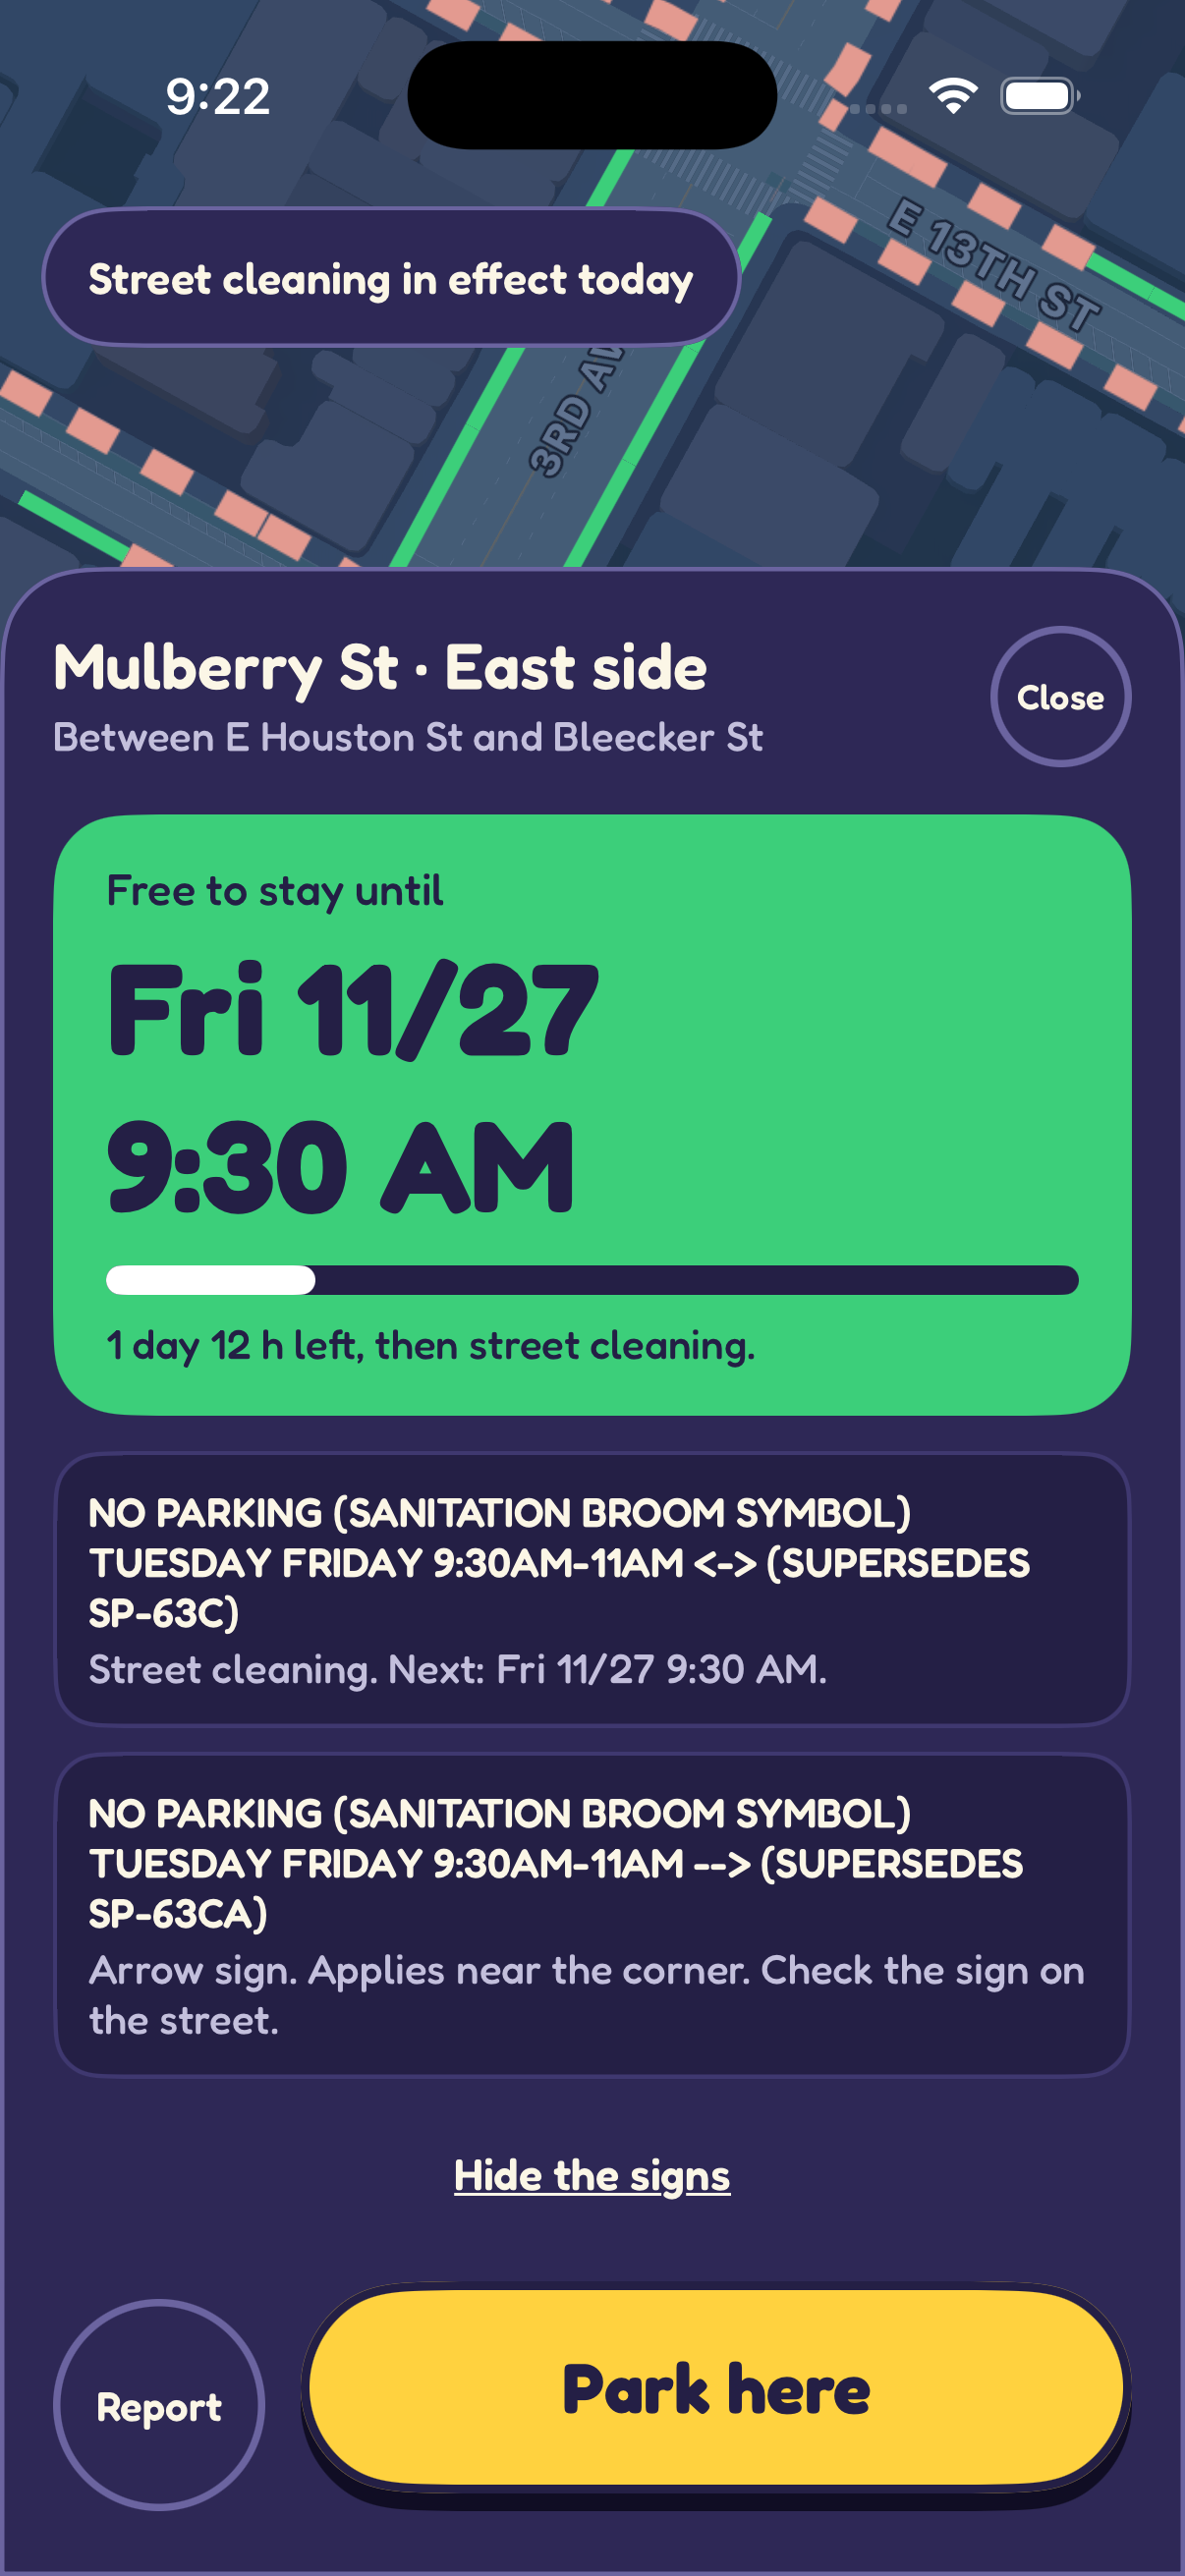 9:22
E 13TH ST
Street cleaning in effect today
3RD AV
Mulberry St · East side
Between E Houston St and Bleecker St
Close
Free to stay until
Fri 11/27
9:30 AM
1 day 12 h left, then street cleaning.
NO PARKING (SANITATION BROOM SYMBOL)
TUESDAY FRIDAY 9:30AM-11AM <-> (SUPERSEDES
SP-63C)
Street cleaning. Next: Fri 11/27 9:30 AM.
NO PARKING (SANITATION BROOM SYMBOL)
TUESDAY FRIDAY 9:30AM-11AM --> (SUPERSEDES
SP-63CA)
Arrow sign. Applies near the corner. Check the sign on
the street.
Hide the signs
Report
Park here